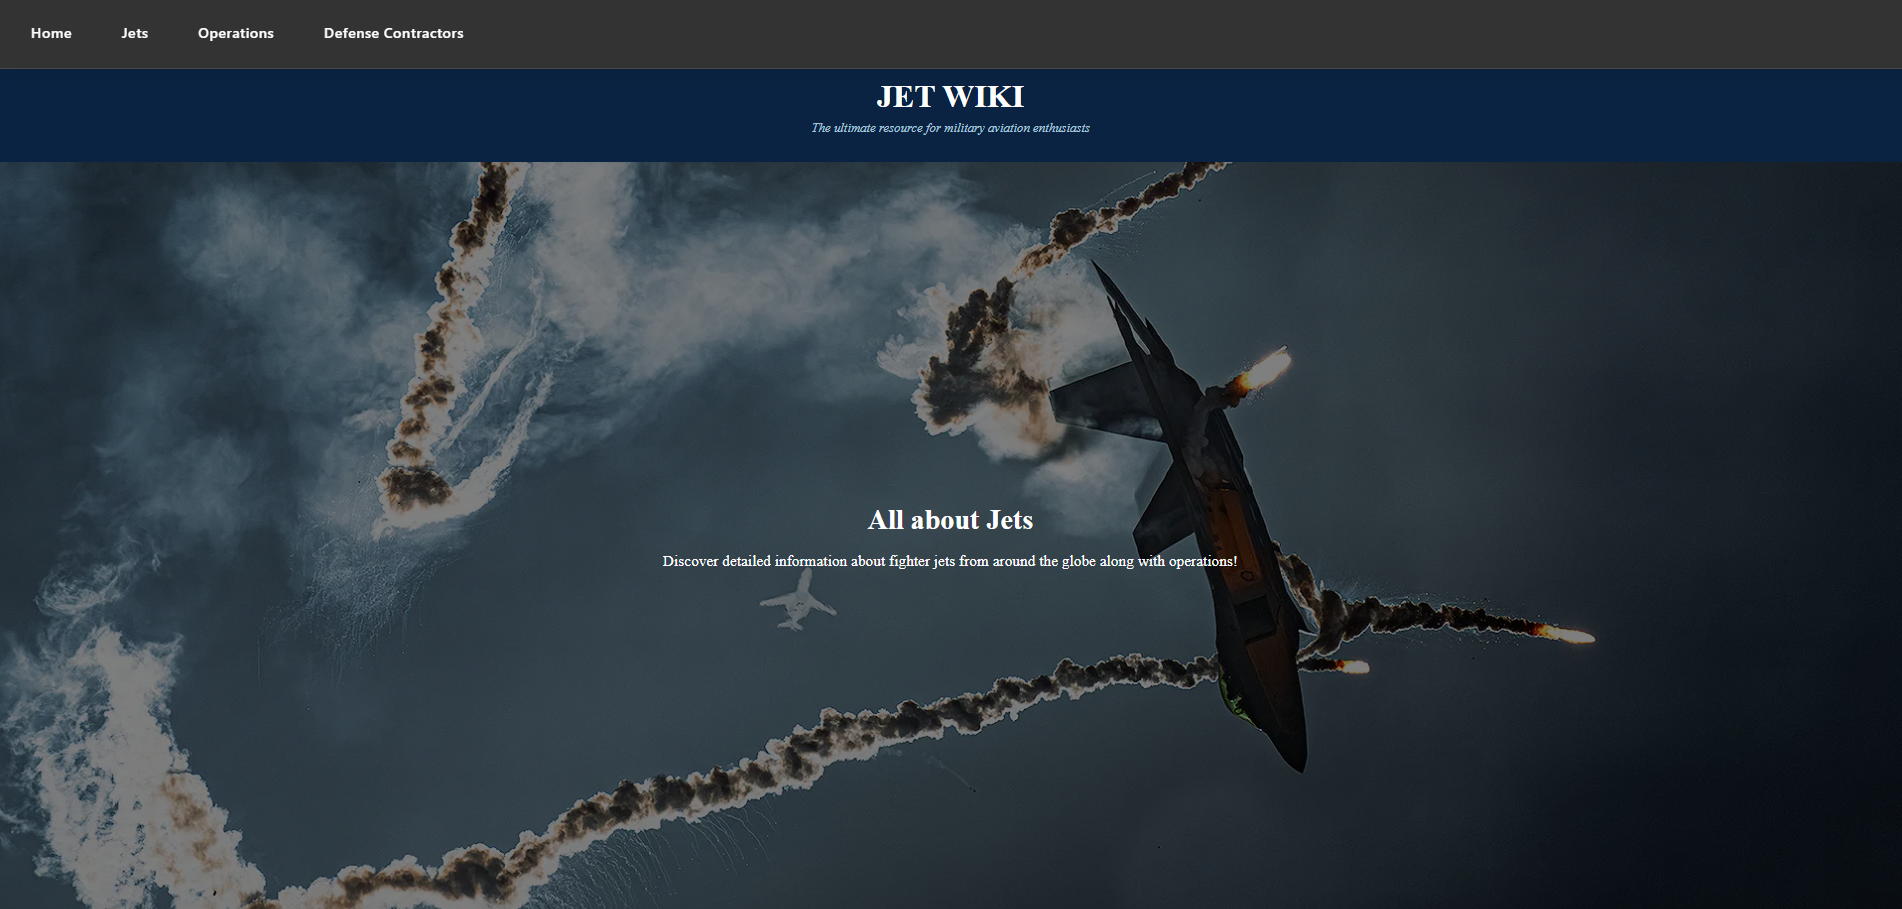 Home Jets Operations Defense Contractors
JET WIKI
The ultimate resource for military aviation enthusiasts
All about Jets
Discover detailed information about fighter jets from around the globe along with operations!